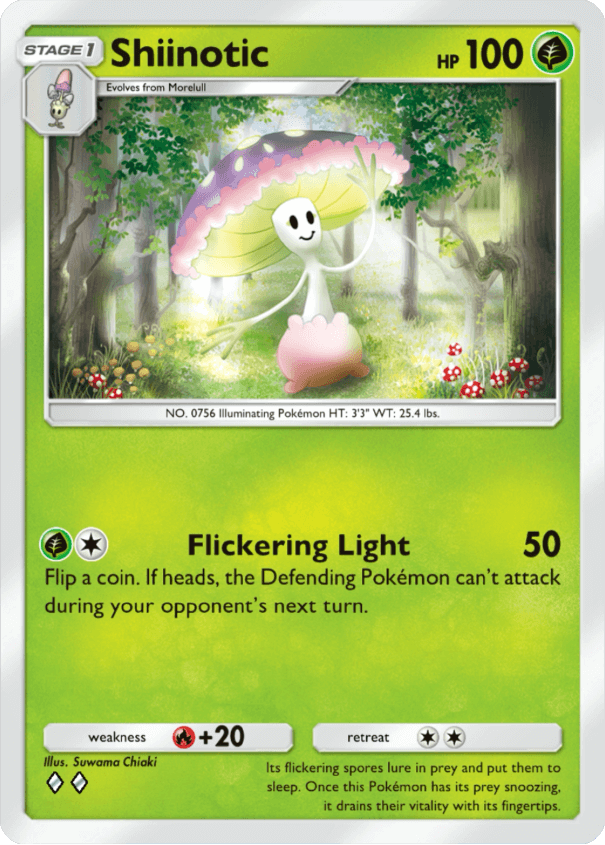 STAGE 1 Shiinotic HP 100
Evolves from Morelull
NO. 0756 Illuminating Pokémon HT: 3'3" WT: 25.4 lbs.
Flickering Light 50
Flip a coin. If heads, the Defending Pokémon can't attack
during your opponent's next turn.
weakness +20 retreat
Illus. Suwama Chiaki
Its flickering spores lure in prey and put them to
sleep. Once this Pokémon has its prey snoozing,
it drains their vitality with its fingertips.